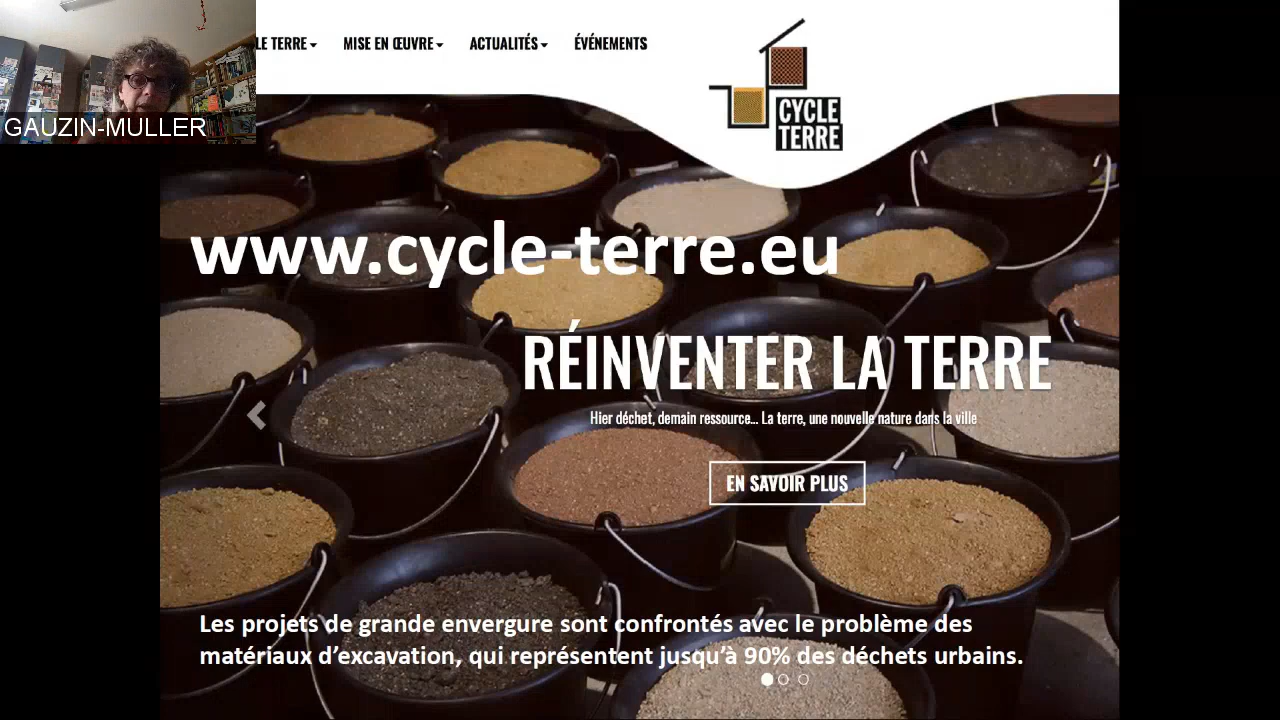 LE TERRE
MISE EN ŒUVRE
ACTUALITÉS
ÉVÉNEMENTS
CYCLE
TERRE
GAUZIN-MULLER
www.cycle-terre.eu
RÉINVENTER LA TERRE
Hier déchet, demain ressource... La terre, une nouvelle nature dans la ville
EN SAVOIR PLUS
Les projets de grande envergure sont confrontés avec le problème des
matériaux d’excavation, qui représentent jusqu’à 90% des déchets urbains.